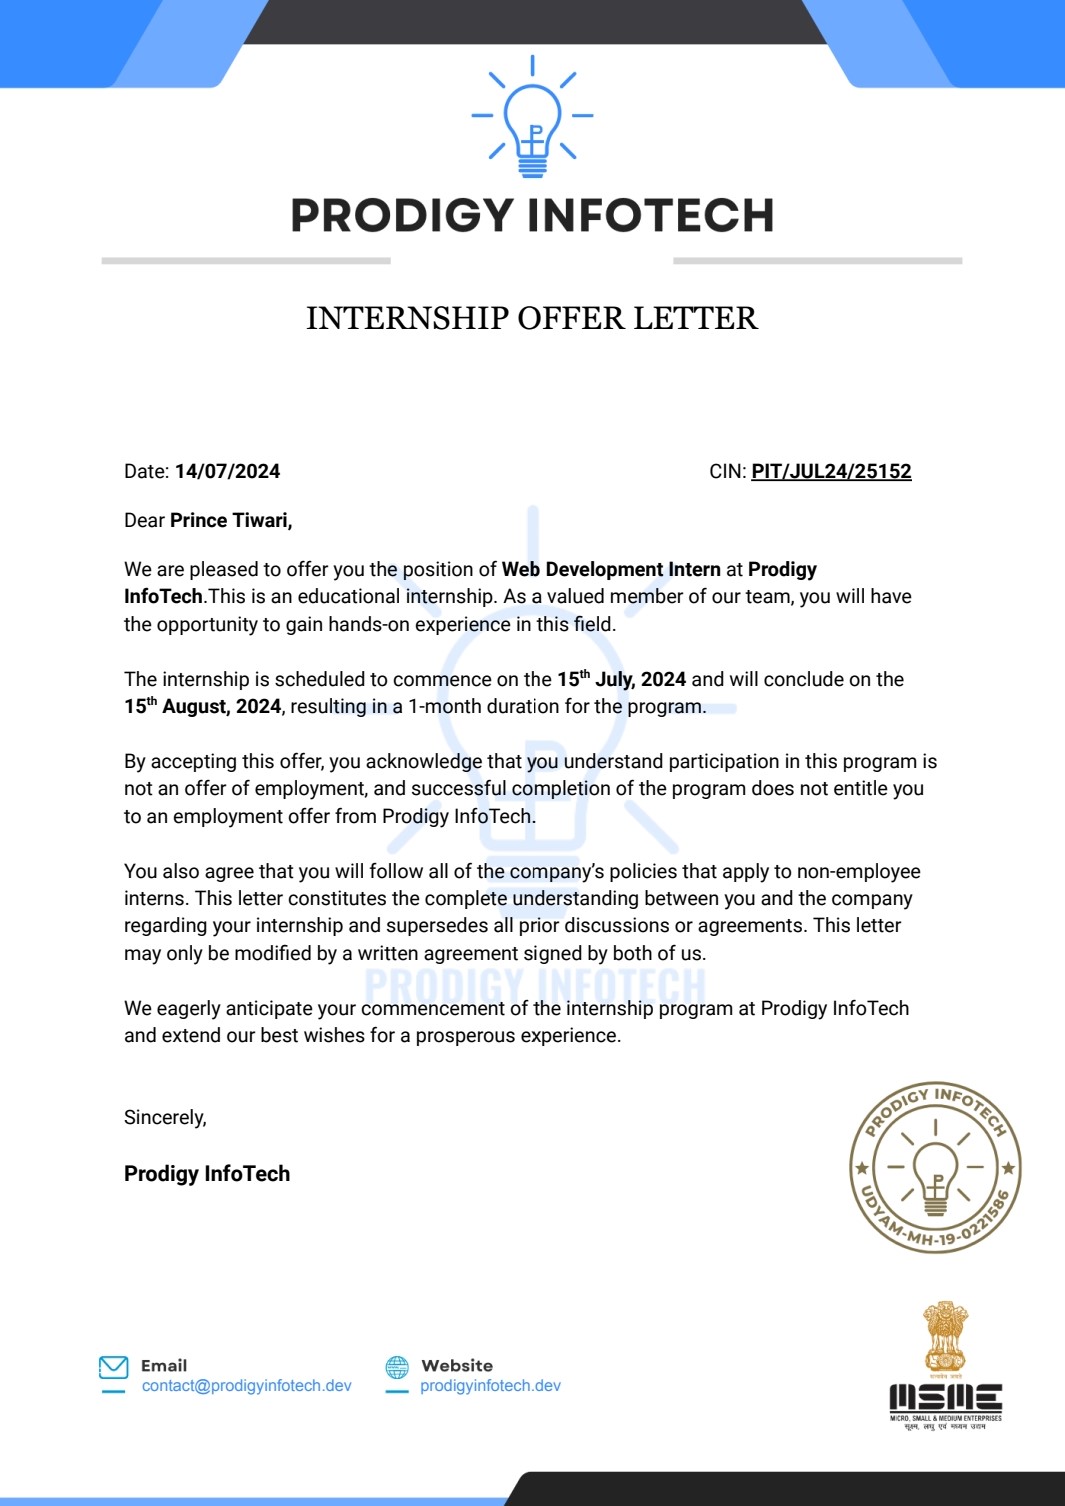 PRODIGY INFOTECH
INTERNSHIP OFFER LETTER
Date: 14/07/2024 CIN: PIT/JUL24/25152
Dear Prince Tiwari,
We are pleased to offer you the position of Web Development Intern at Prodigy
InfoTech.This is an educational internship. As a valued member of our team, you will have
the opportunity to gain hands-on experience in this field.
The internship is scheduled to commence on the 15th July, 2024 and will conclude on the
15th August, 2024, resulting in a 1-month duration for the program.
By accepting this offer, you acknowledge that you understand participation in this program is
not an offer of employment, and successful completion of the program does not entitle you
to an employment offer from Prodigy InfoTech.
You also agree that you will follow all of the company’s policies that apply to non-employee
interns. This letter constitutes the complete understanding between you and the company
regarding your internship and supersedes all prior discussions or agreements. This letter
may only be modified by a written agreement signed by both of us.
PRODIGY INFOTECH
We eagerly anticipate your commencement of the internship program at Prodigy InfoTech
and extend our best wishes for a prosperous experience.
Sincerely,
Prodigy InfoTech
PRODIGY INFOTECH
UDYAM-MH-19-0221586
Email
contact@prodigyinfotech.dev
Website
prodigyinfotech.dev
सत्यमेव जयते
MSME
MICRO, SMALL & MEDIUM ENTERPRISES
सूक्ष्म, लघु एवं मध्यम उद्यम